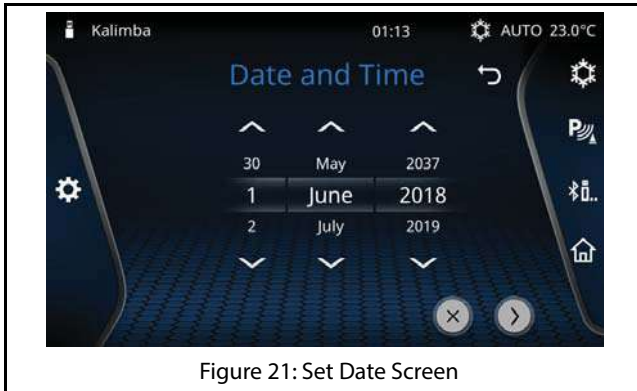 Kalimba 01:13 AUTO 23.0°C
Date and Time
30 May 2037
1 June 2018
2 July 2019
P
Figure 21: Set Date Screen